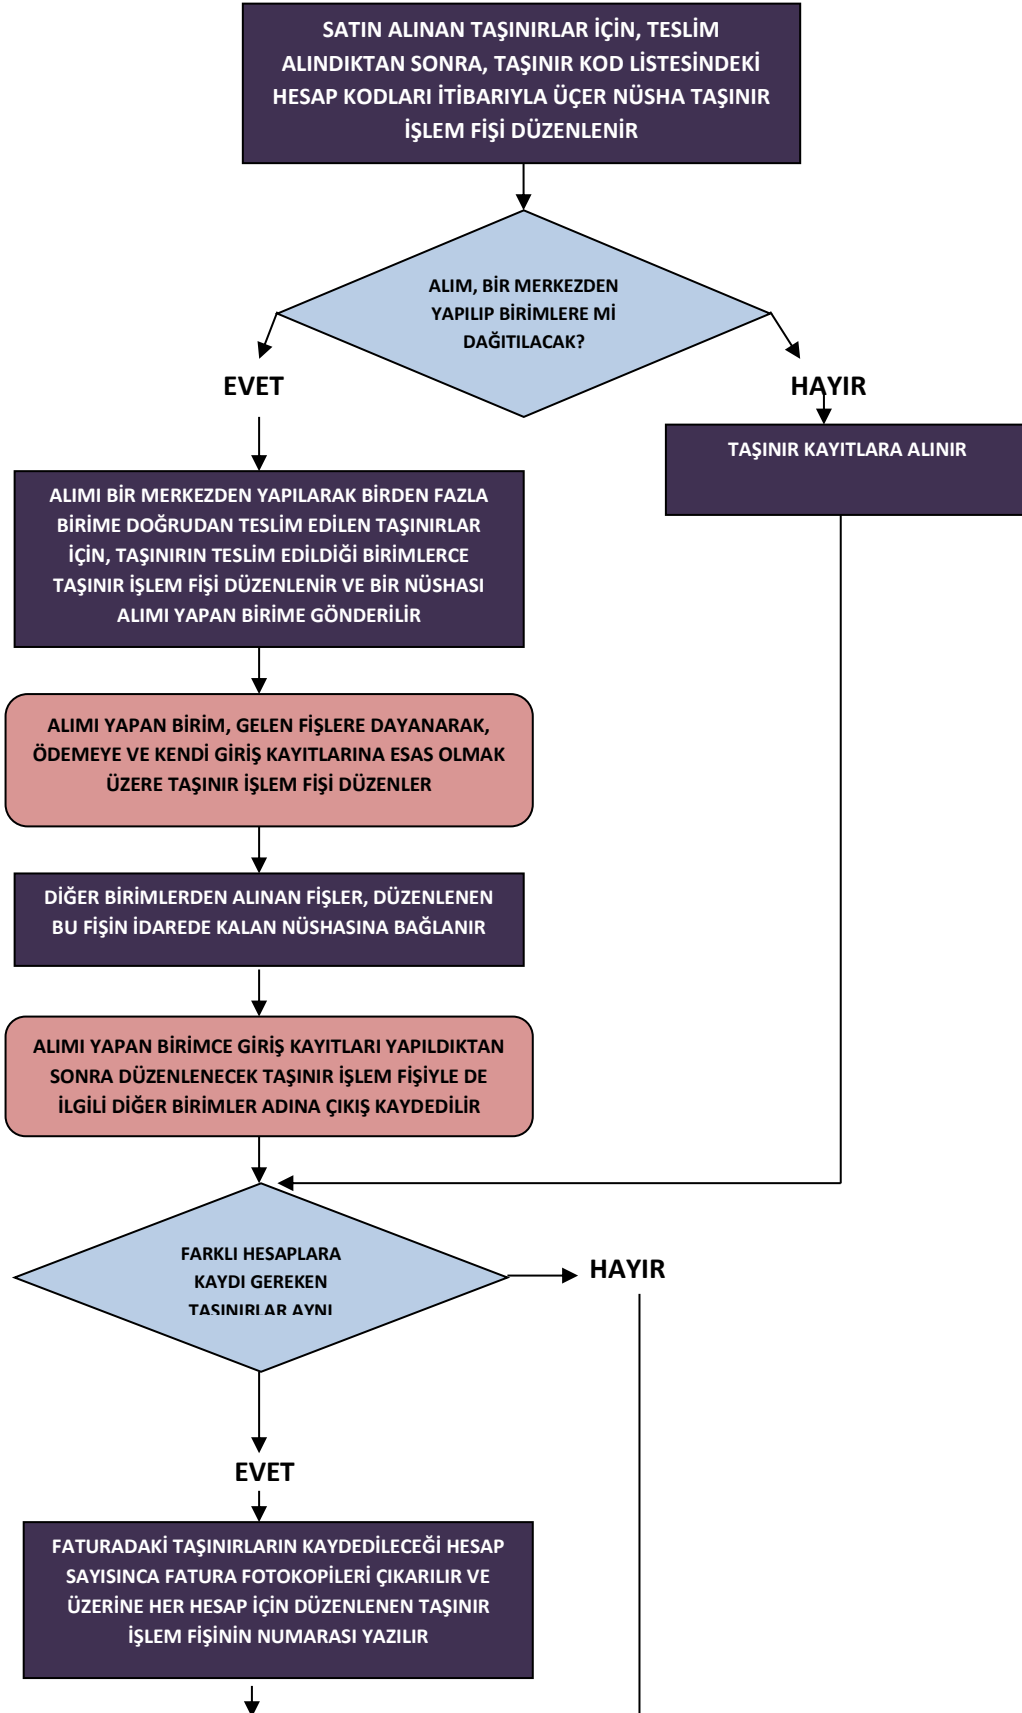 SATIN ALINAN TAŞINIRLAR İÇİN, TESLİM
ALINDIKTAN SONRA, TAŞINIR KOD LİSTESİNDEKİ
HESAP KODLARI İTİBARIYLA ÜÇER NÜSHA TAŞINIR
İŞLEM FİŞİ DÜZENLENİR
ALIM, BİR MERKEZDEN
YAPILIP BİRİMLERE Mİ
DAĞITILACAK?
EVET
HAYIR
TAŞINIR KAYITLARA ALINIR
ALIMI BİR MERKEZDEN YAPILARAK BİRDEN FAZLA
BİRİME DOĞRUDAN TESLİM EDİLEN TAŞINIRLAR
İÇİN, TAŞINIRIN TESLİM EDİLDİĞİ BİRİMLERCE
TAŞINIR İŞLEM FİŞİ DÜZENLENİR VE BİR NÜSHASI
ALIMI YAPAN BİRİME GÖNDERİLİR
ALIMI YAPAN BİRİM, GELEN FİŞLERE DAYANARAK,
ÖDEMEYE VE KENDİ GİRİŞ KAYITLARINA ESAS OLMAK
ÜZERE TAŞINIR İŞLEM FİŞİ DÜZENLER
DİĞER BİRİMLERDEN ALINAN FİŞLER, DÜZENLENEN
BU FİŞİN İDAREDE KALAN NÜSHASINA BAĞLANIR
ALIMI YAPAN BİRİMCE GİRİŞ KAYITLARI YAPILDIKTAN
SONRA DÜZENLENECEK TAŞINIR İŞLEM FİŞİYLE DE
İLGİLİ DİĞER BİRİMLER ADINA ÇIKIŞ KAYDEDİLİR
FARKLI HESAPLARA
KAYDI GEREKEN
TAŞINIRLAR AYNI
HAYIR
EVET
FATURADAKİ TAŞINIRLARIN KAYDEDİLECEĞİ HESAP
SAYISINCA FATURA FOTOKOPİLERİ ÇIKARILIR VE
ÜZERİNE HER HESAP İÇİN DÜZENLENEN TAŞINIR
İŞLEM FİŞİNİN NUMARASI YAZILIR